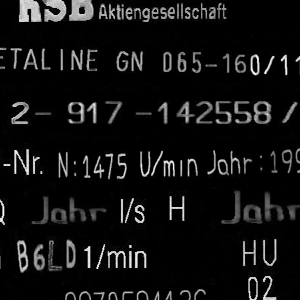 KSB Aktiengesellschaft
ETALINE GN 065-160/11
2-917-142558/
-Nr. N:1475 U/min Jahr:199
Q Jahr l/s H Jahr
B6LD 1/min HU
02